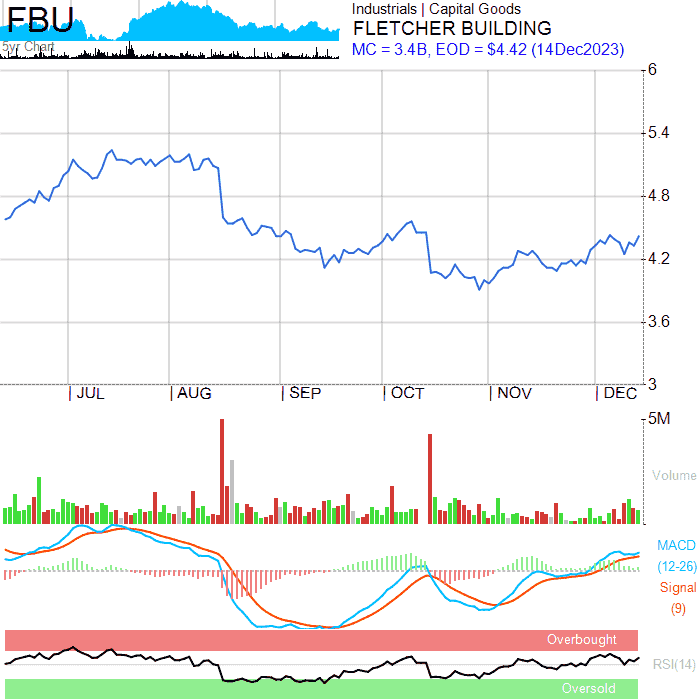 FBU
5yr Chart
Industrials | Capital Goods
FLETCHER BUILDING
MC = 3.4B, EOD = $4.42 (14Dec2023)
6
5.4
4.8
4.2
3.6
3
JUL AUG SEP OCT NOV DEC
5M
Volume
MACD
(12-26)
Signal
(9)
Overbought
RSI(14)
Oversold